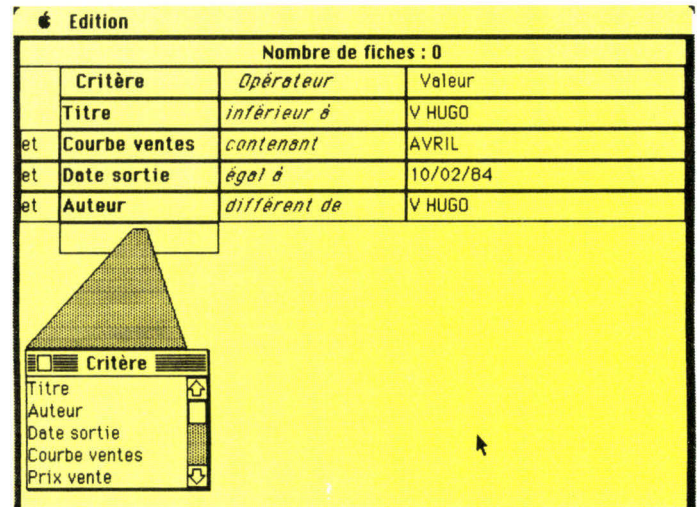 Edition
Nombre de fiches : 0
Critère Opérateur Valeur
Titre inférieur à V HUGO
et Courbe ventes contenant AVRIL
et Date sortie égal à 10/02/84
et Auteur différent de V HUGO
Critère
Titre
Auteur
Date sortie
Courbe ventes
Prix vente